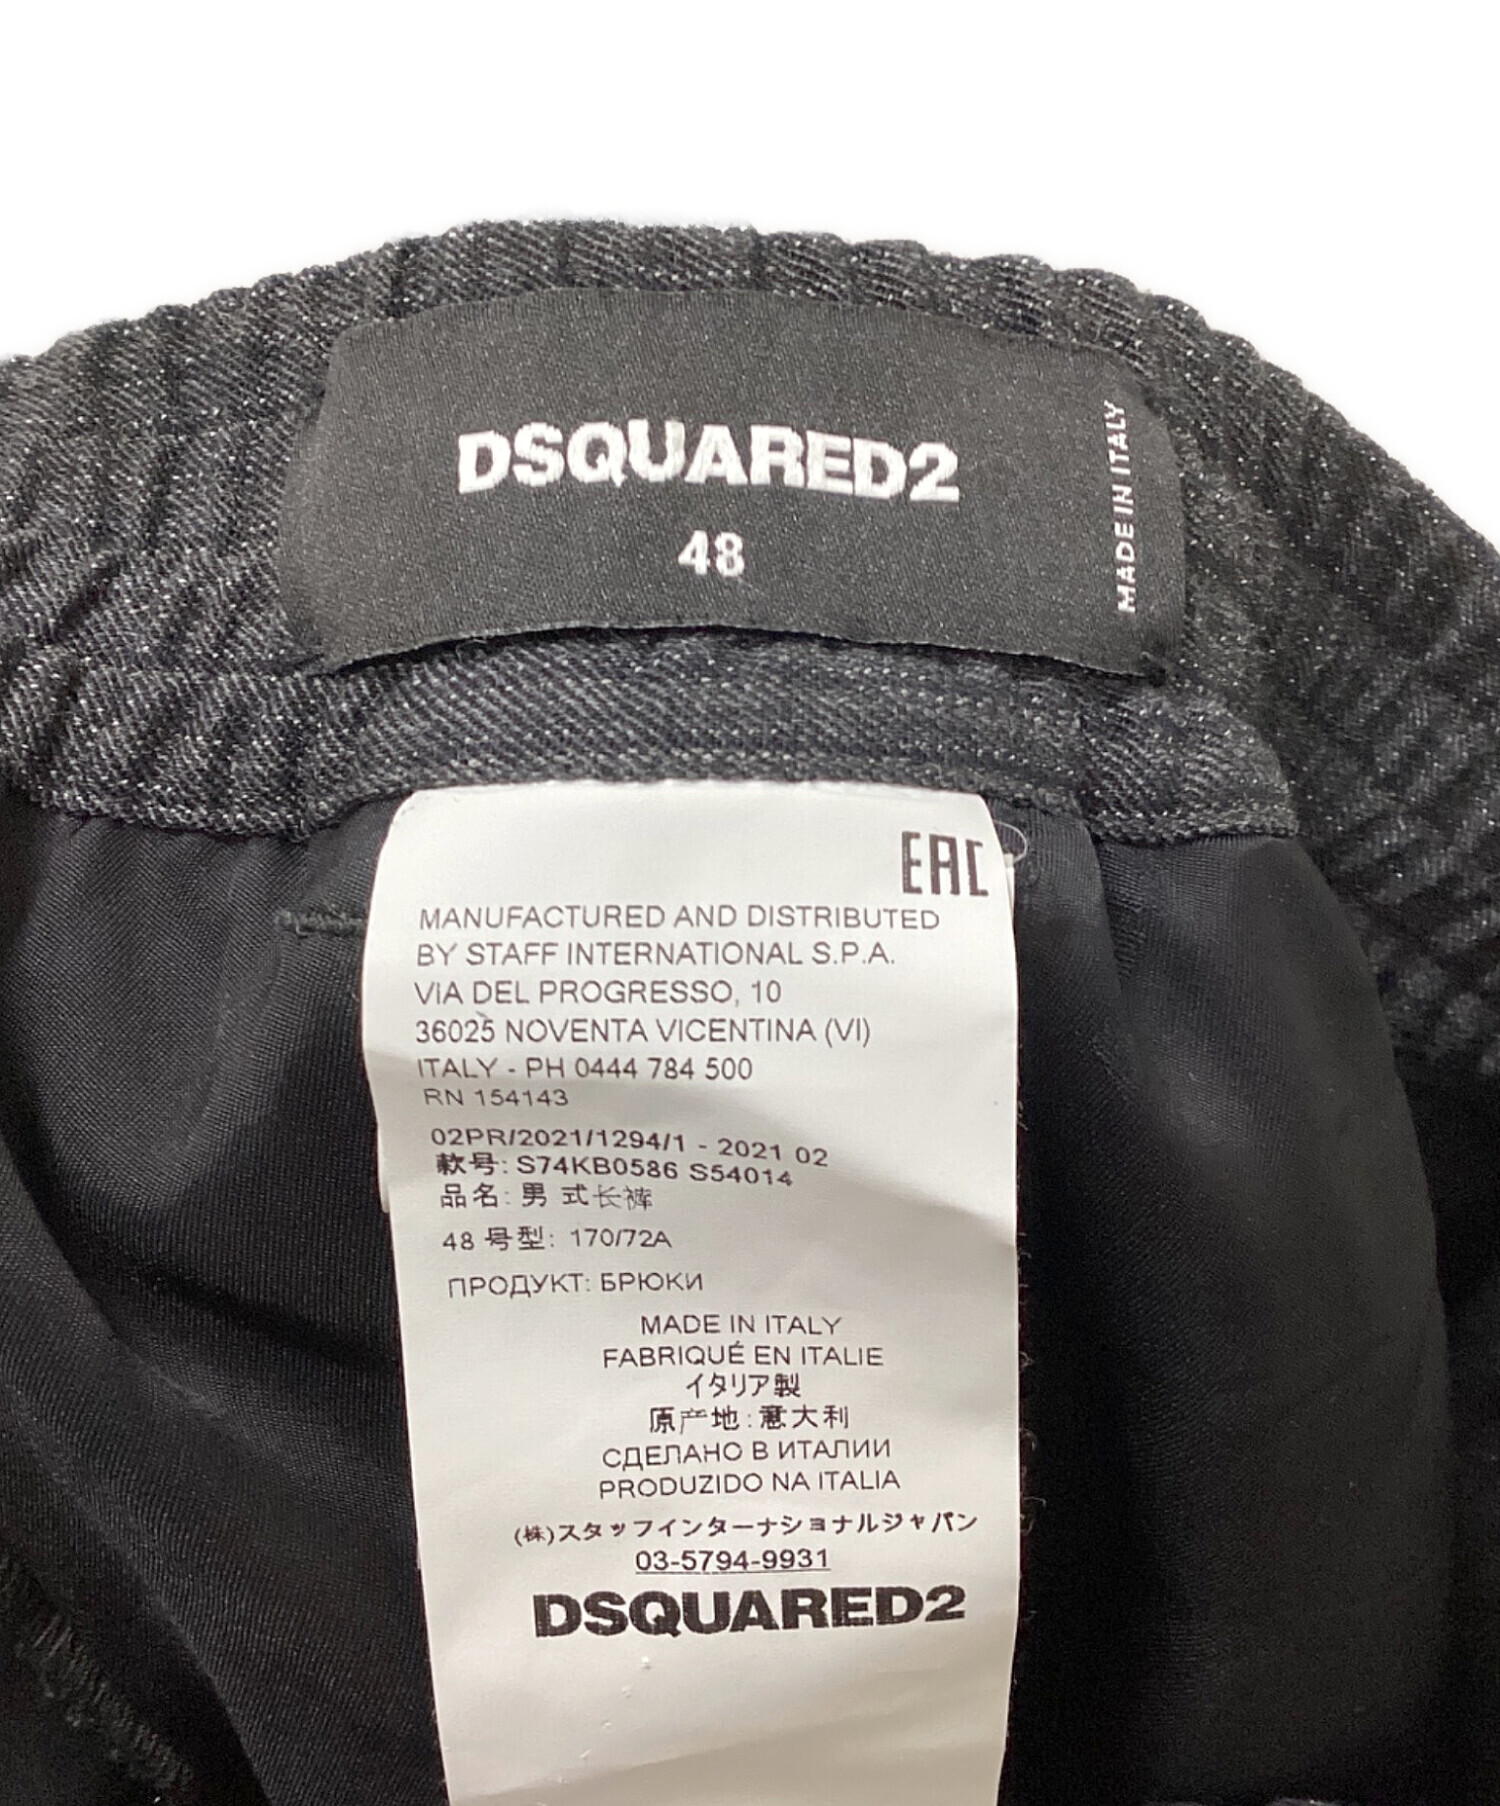 DSQUARED2
48
MADE IN ITALY
EAC
MANUFACTURED AND DISTRIBUTED
BY STAFF INTERNATIONAL S.P.A.
VIA DEL PROGRESSO, 10
36025 NOVENTA VICENTINA (VI)
ITALY - PH 0444 784 500
RN 154143
02PR/2021/1294/1 - 2021 02
款号: S74KB0586 S54014
品名: 男 式长裤
48 号型: 170/72A
ПРОДУКТ: БРЮКИ
MADE IN ITALY
FABRIQUÉ EN ITALIE
イタリア製
原产地:意大利
СДЕЛАНО В ИТАЛИИ
PRODUZIDO NA ITALIA
(株)スタッフインターナショナルジャパン
03-5794-9931
DSQUARED2